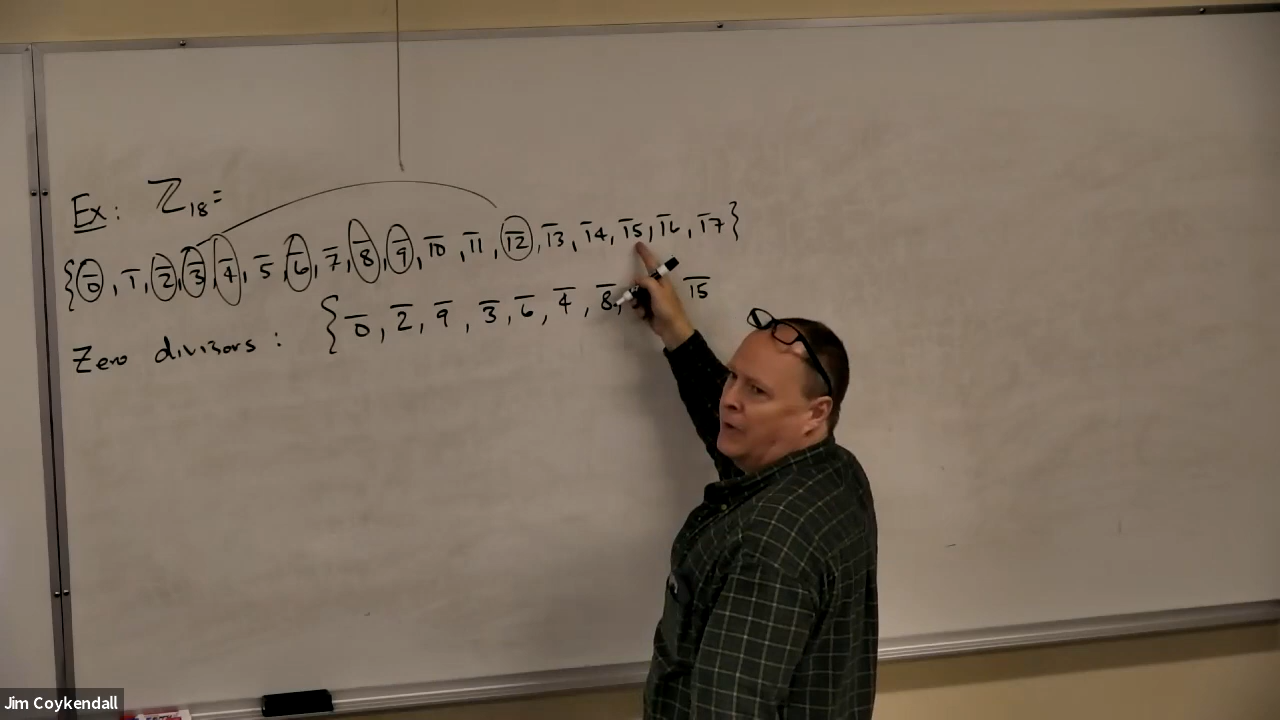 Ex: ℤ₁₈=
{0̅, 1̅, 2̅, 3̅, 4̅, 5̅, 6̅, 7̅, 8̅, 9̅, 1̅0̅, 1̅1̅, 1̅2̅, 1̅3̅, 1̅4̅, 1̅5̅, 1̅6̅, 1̅7̅}
Zero divisors: {0̅, 2̅, 9̅, 3̅, 6̅, 4̅, 8̅, 1̅5̅
Jim Coykendall